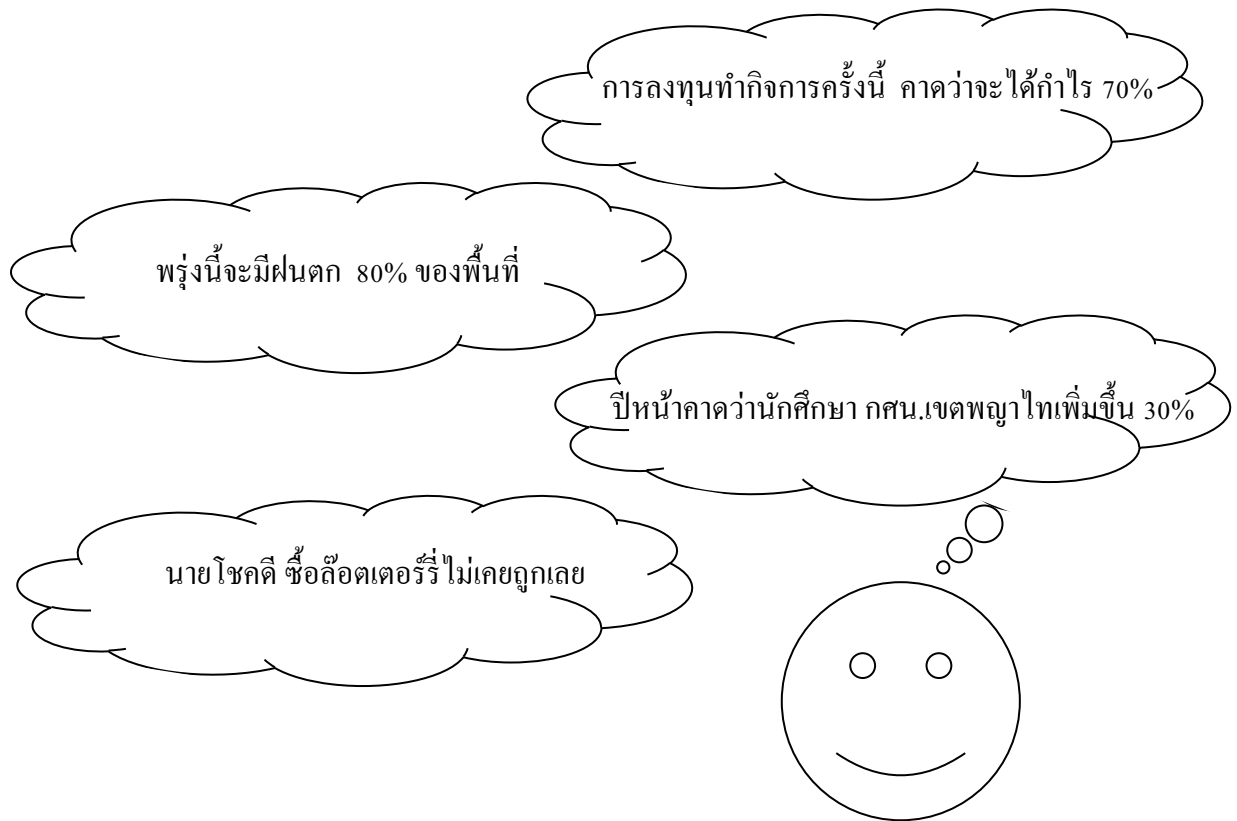 การลงทุนทำกิจการครั้งนี้ คาดว่าจะได้กำไร 70%
พรุ่งนี้จะมีฝนตก 80% ของพื้นที่
ปีหน้าคาดว่านักศึกษา กศน.เขตพญาไทเพิ่มขึ้น 30%
นายโชคดี ซื้อล๊อตเตอร์รี่ไม่เคยถูกเลย